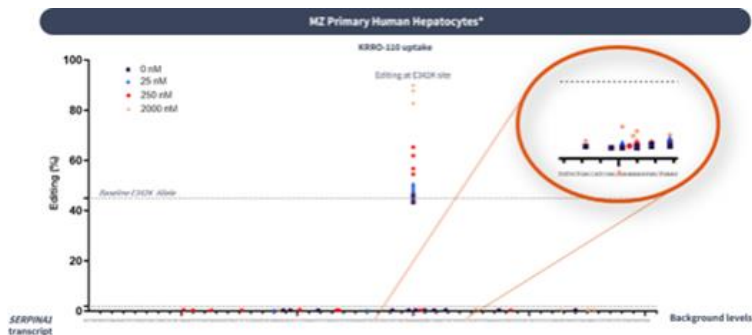 MZ Primary Human Hepatocytes*
KRRO-110 uptake
Editing at E342K site
0 nM
25 nM
250 nM
2000 nM
Editing (%)
100
80
60
40
20
0
Baseline E342K Allele
SERPINA1
transcript
Background levels